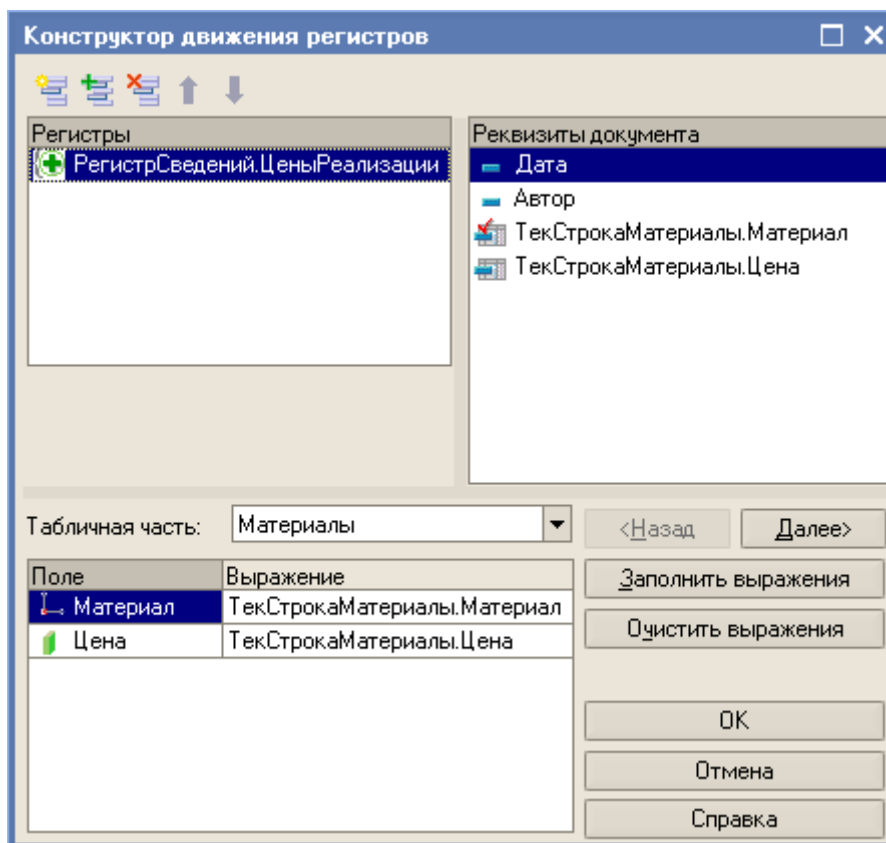 Конструктор движения регистров
Регистры
РегистрСведений.ЦеныРеализации
Реквизиты документа
Дата
Автор
ТекСтрокаМатериалы.Материал
ТекСтрокаМатериалы.Цена
Табличная часть: Материалы
<Назад Далее>
Поле Выражение
Материал ТекСтрокаМатериалы.Материал
Цена ТекСтрокаМатериалы.Цена
Заполнить выражения
Очистить выражения
OK
Отмена
Справка